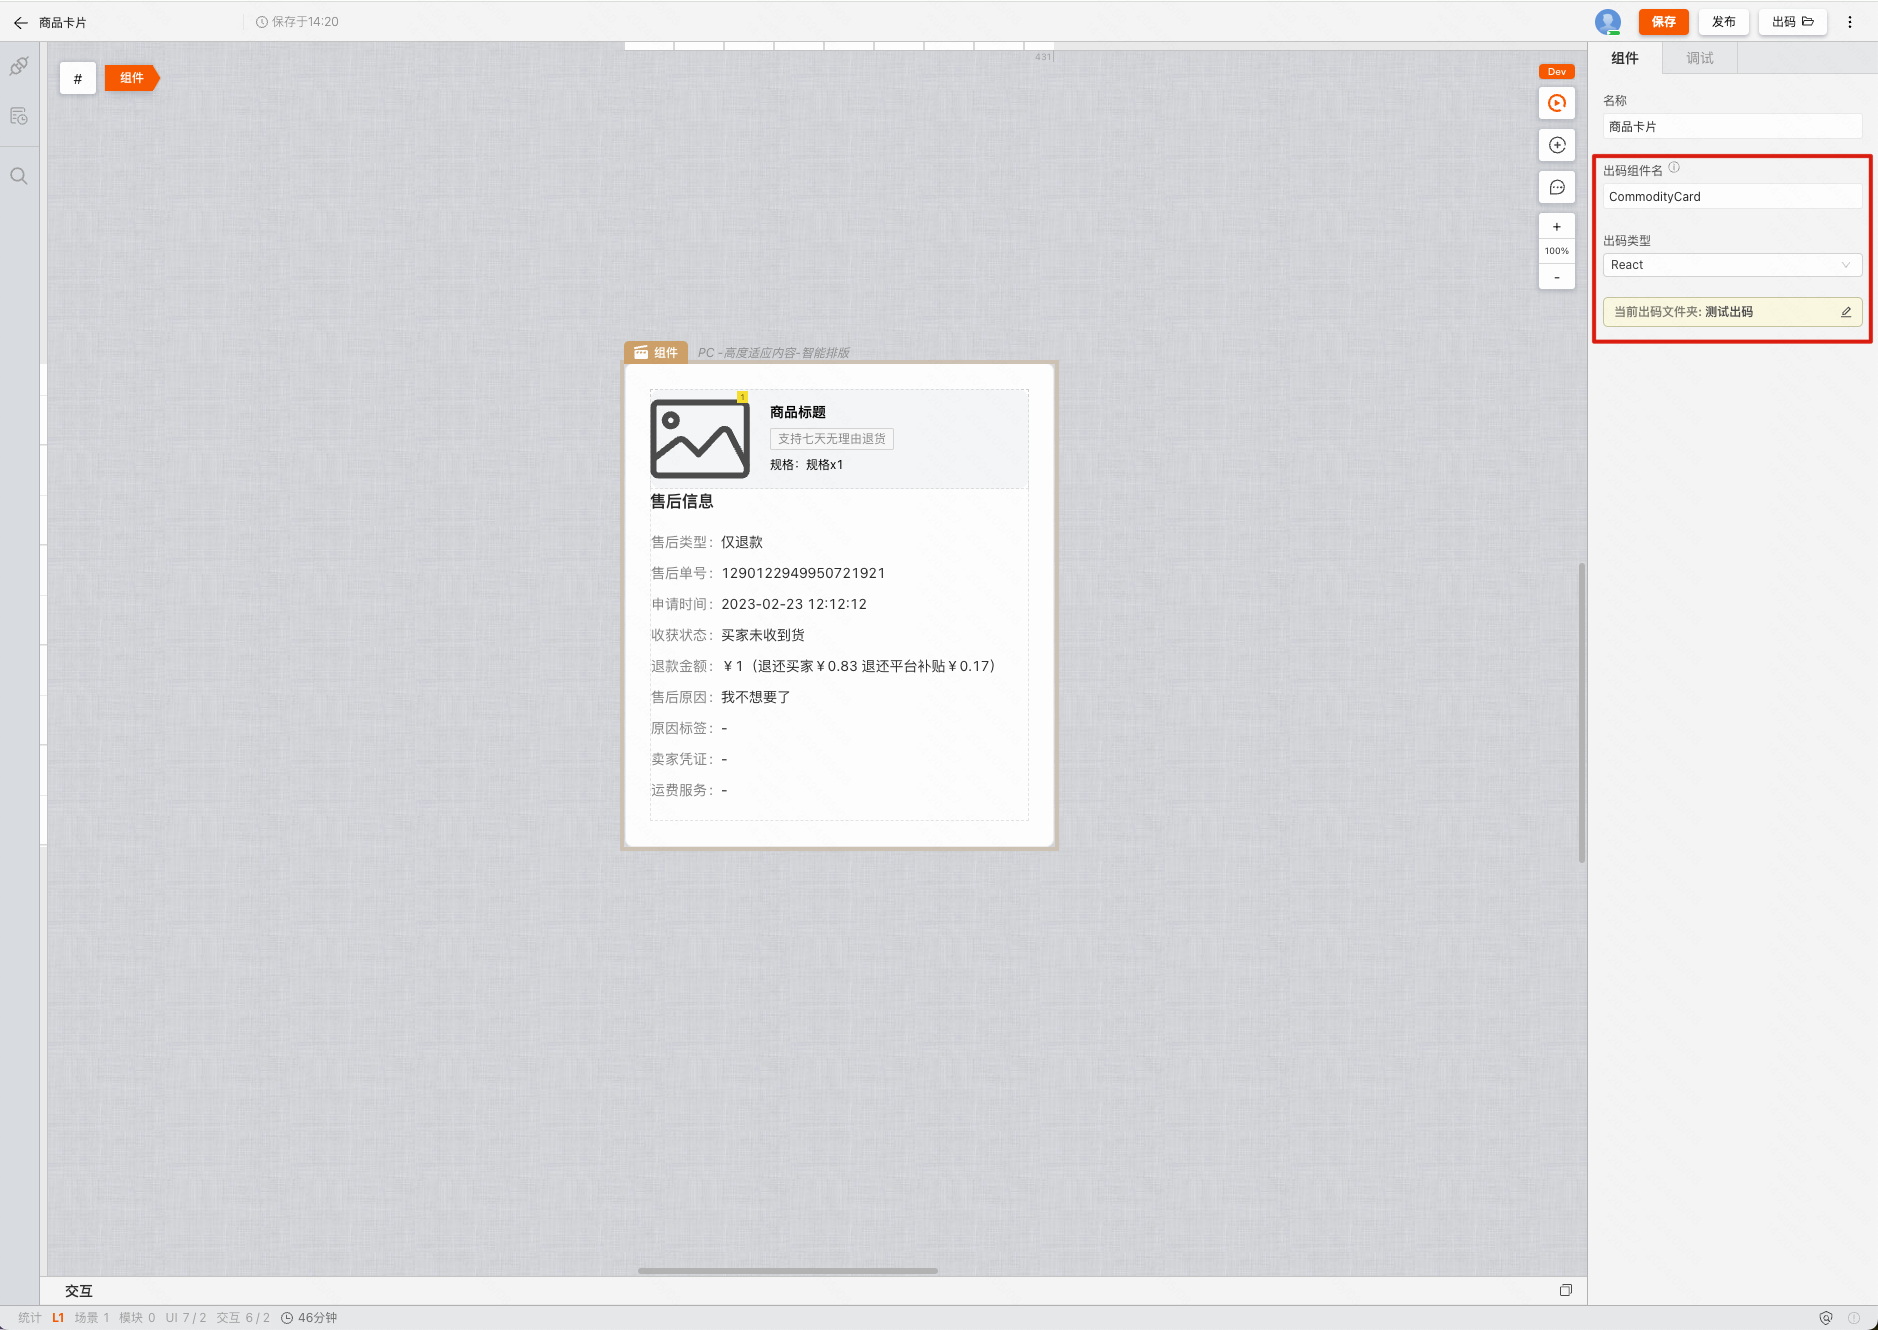 商品卡片
保存于14:20
保存
发布
出码
431
#
组件
Dev
100%
+
-
组件
调试
名称
商品卡片
出码组件名
CommodityCard
出码类型
React
当前出码文件夹: 测试出码
组件
PC -高度适应内容-智能排版
1
商品标题
支持七天无理由退货
规格：规格x1
售后信息
售后类型：仅退款
售后单号：1290122949950721921
申请时间：2023-02-23 12:12:12
收获状态：买家未收到货
退款金额：￥1（退还买家￥0.83 退还平台补贴￥0.17）
售后原因：我不想要了
原因标签：-
卖家凭证：-
运费服务：-
交互
统计 L1 场景 1 模块 0 UI 7 / 2 交互 6 / 2 46分钟